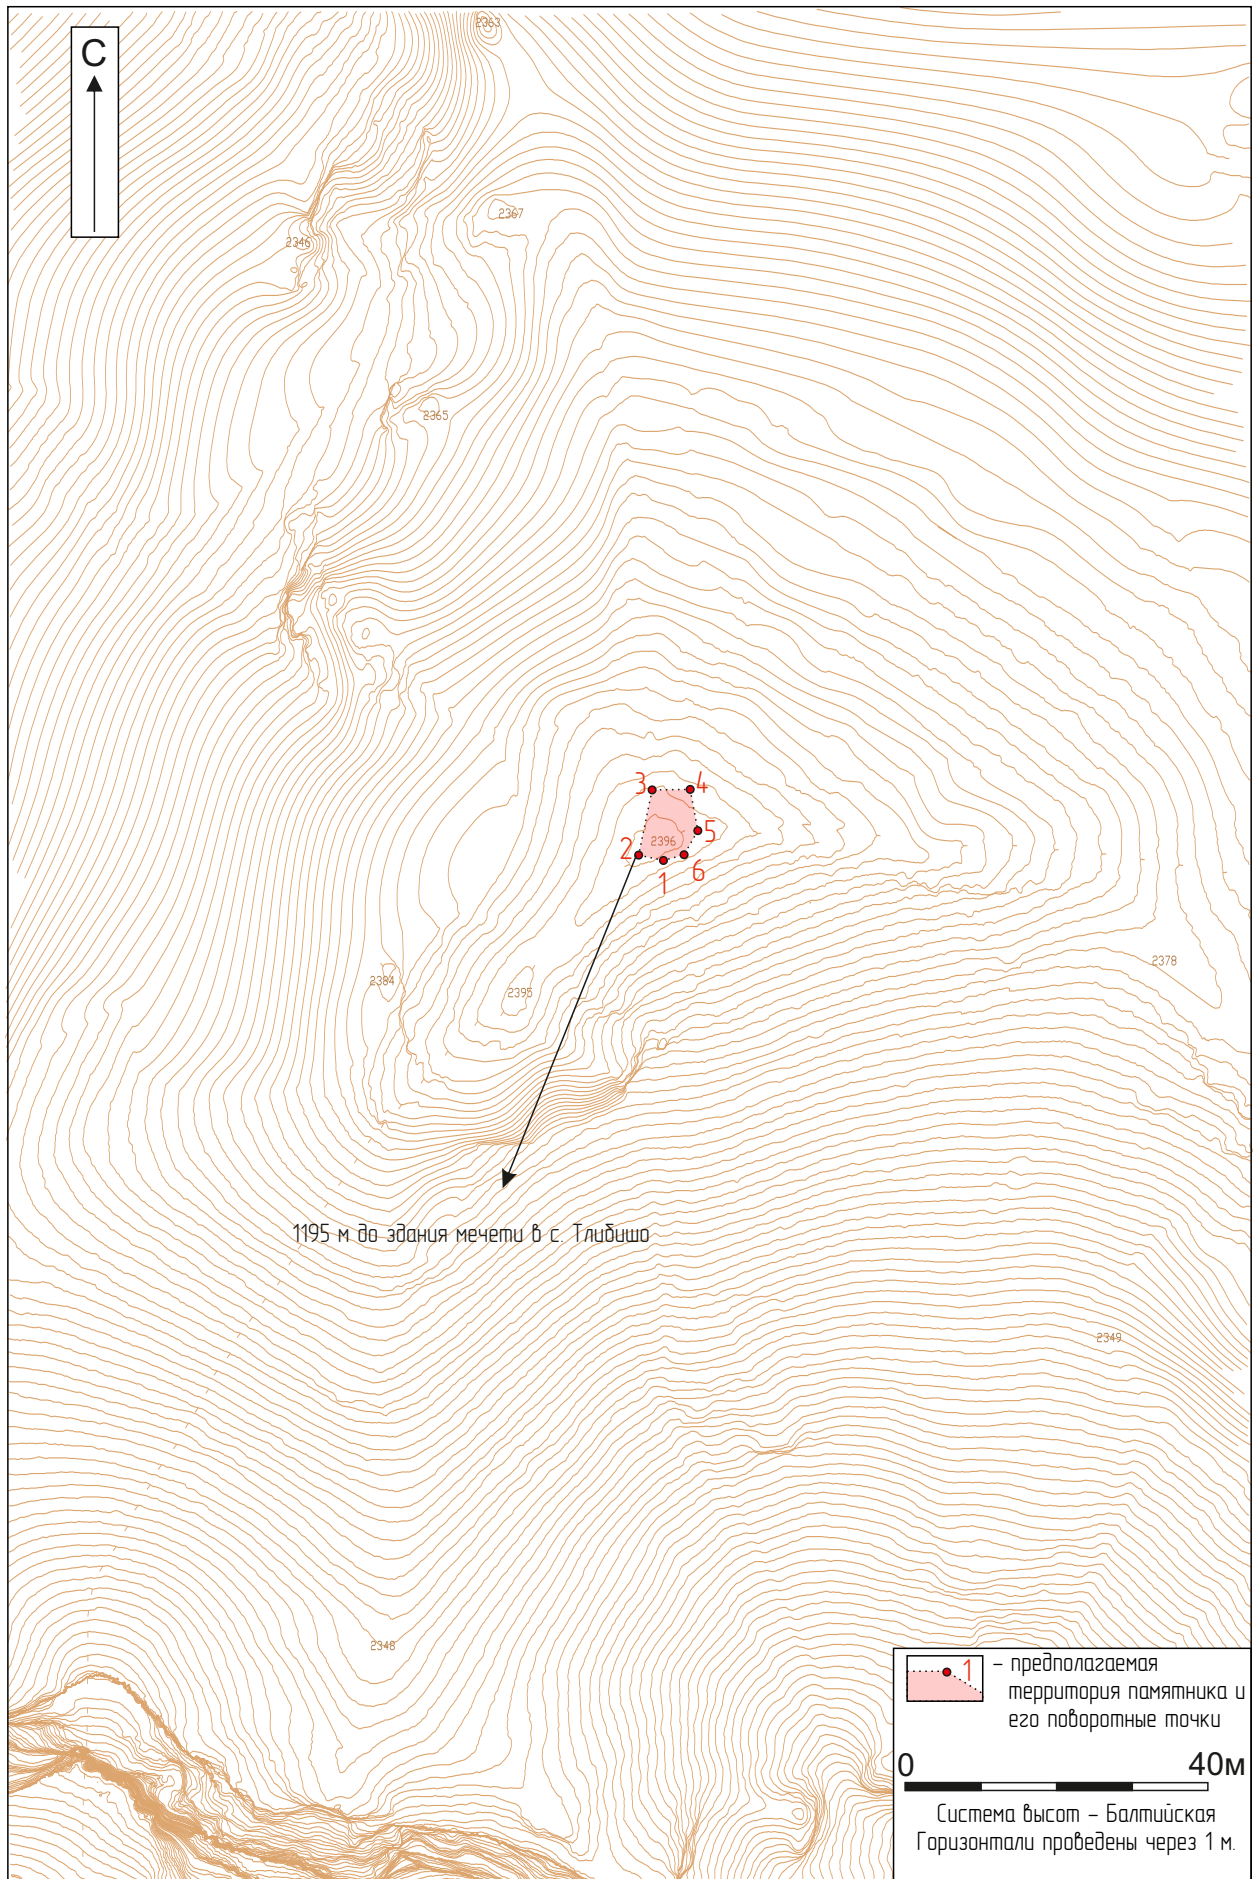 2363
С
2367
2346
2365
3
4
5
2396
2
6
1
2378
2384
2395
1195 м до здания мечети в с. Тлибишо
2349
2348
1
– предполагаемая
территория памятника и
его поворотные точки
0 40м
Система высот – Балтийская
Горизонтали проведены через 1 м.